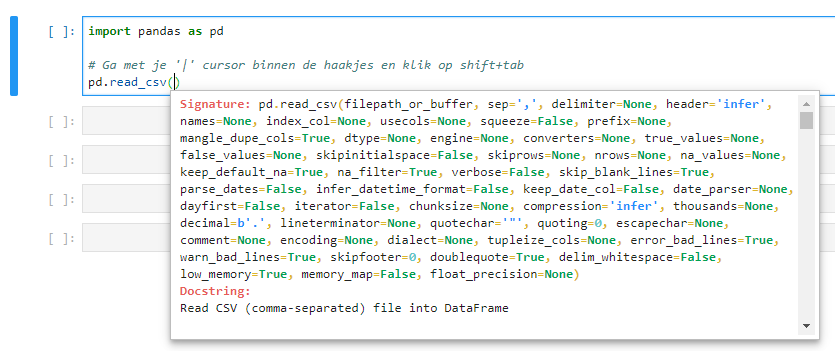 [ ]: import pandas as pd
# Ga met je '|' cursor binnen de haakjes en klik op shift+tab
pd.read_csv()
Signature: pd.read_csv(filepath_or_buffer, sep=',', delimiter=None, header='infer',
names=None, index_col=None, usecols=None, squeeze=False, prefix=None,
mangle_dupe_cols=True, dtype=None, engine=None, converters=None, true_values=None,
false_values=None, skipinitialspace=False, skiprows=None, nrows=None, na_values=None,
keep_default_na=True, na_filter=True, verbose=False, skip_blank_lines=True,
parse_dates=False, infer_datetime_format=False, keep_date_col=False, date_parser=None,
dayfirst=False, iterator=False, chunksize=None, compression='infer', thousands=None,
decimal=b'.', lineterminator=None, quotechar='"', quoting=0, escapechar=None,
comment=None, encoding=None, dialect=None, tupleize_cols=None, error_bad_lines=True,
warn_bad_lines=True, skipfooter=0, doublequote=True, delim_whitespace=False,
low_memory=True, memory_map=False, float_precision=None)
Docstring:
Read CSV (comma-separated) file into DataFrame
[ ]:
[ ]:
[ ]:
[ ]: